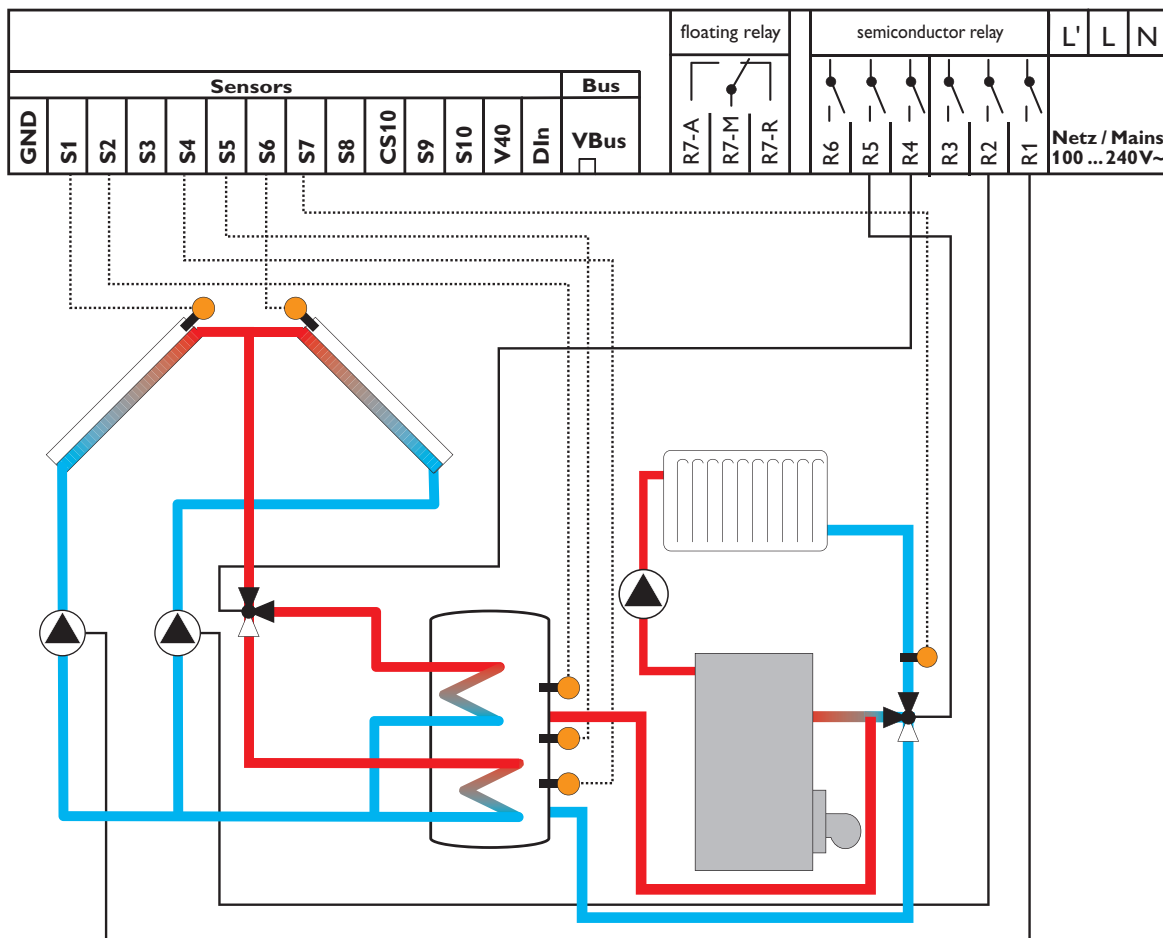 floating relay
semiconductor relay
L' L N
Sensors
Bus
GND
S1
S2
S3
S4
S5
S6
S7
S8
CS10
S9
S10
V40
DIn
VBus
R7-A
R7-M
R7-R
R6
R5
R4
R3
R2
R1
Netz / Mains
100 ... 240 V~